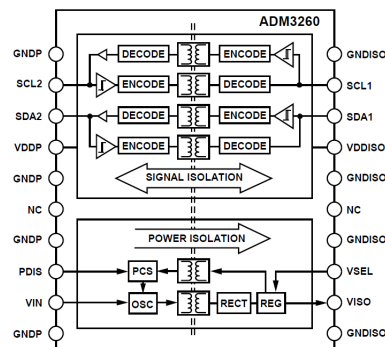 ADM3260
GNDP
DECODE ENCODE
GNDISO
SCL2
ENCODE DECODE
SCL1
SDA2
DECODE ENCODE
SDA1
VDDP
ENCODE DECODE
VDDISO
GNDP
SIGNAL ISOLATION
GNDISO
NC
NC
GNDP
POWER ISOLATION
GNDISO
PDIS
PCS
VSEL
VIN
OSC
RECT
REG
VISO
GNDP
GNDISO